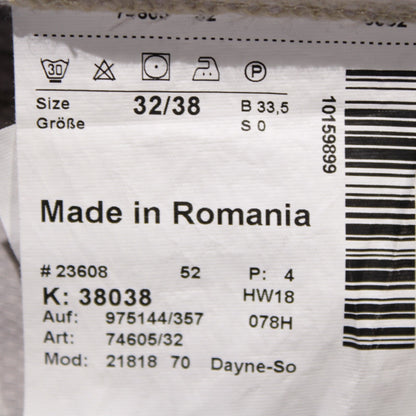 30
P
Size 32/38 B 33,5
Größe S 0
10159899
Made in Romania
# 23608 52 P: 4
K: 38038 HW18
Auf: 975144/357 078H
Art: 74605/32
Mod: 21818 70 Dayne-So